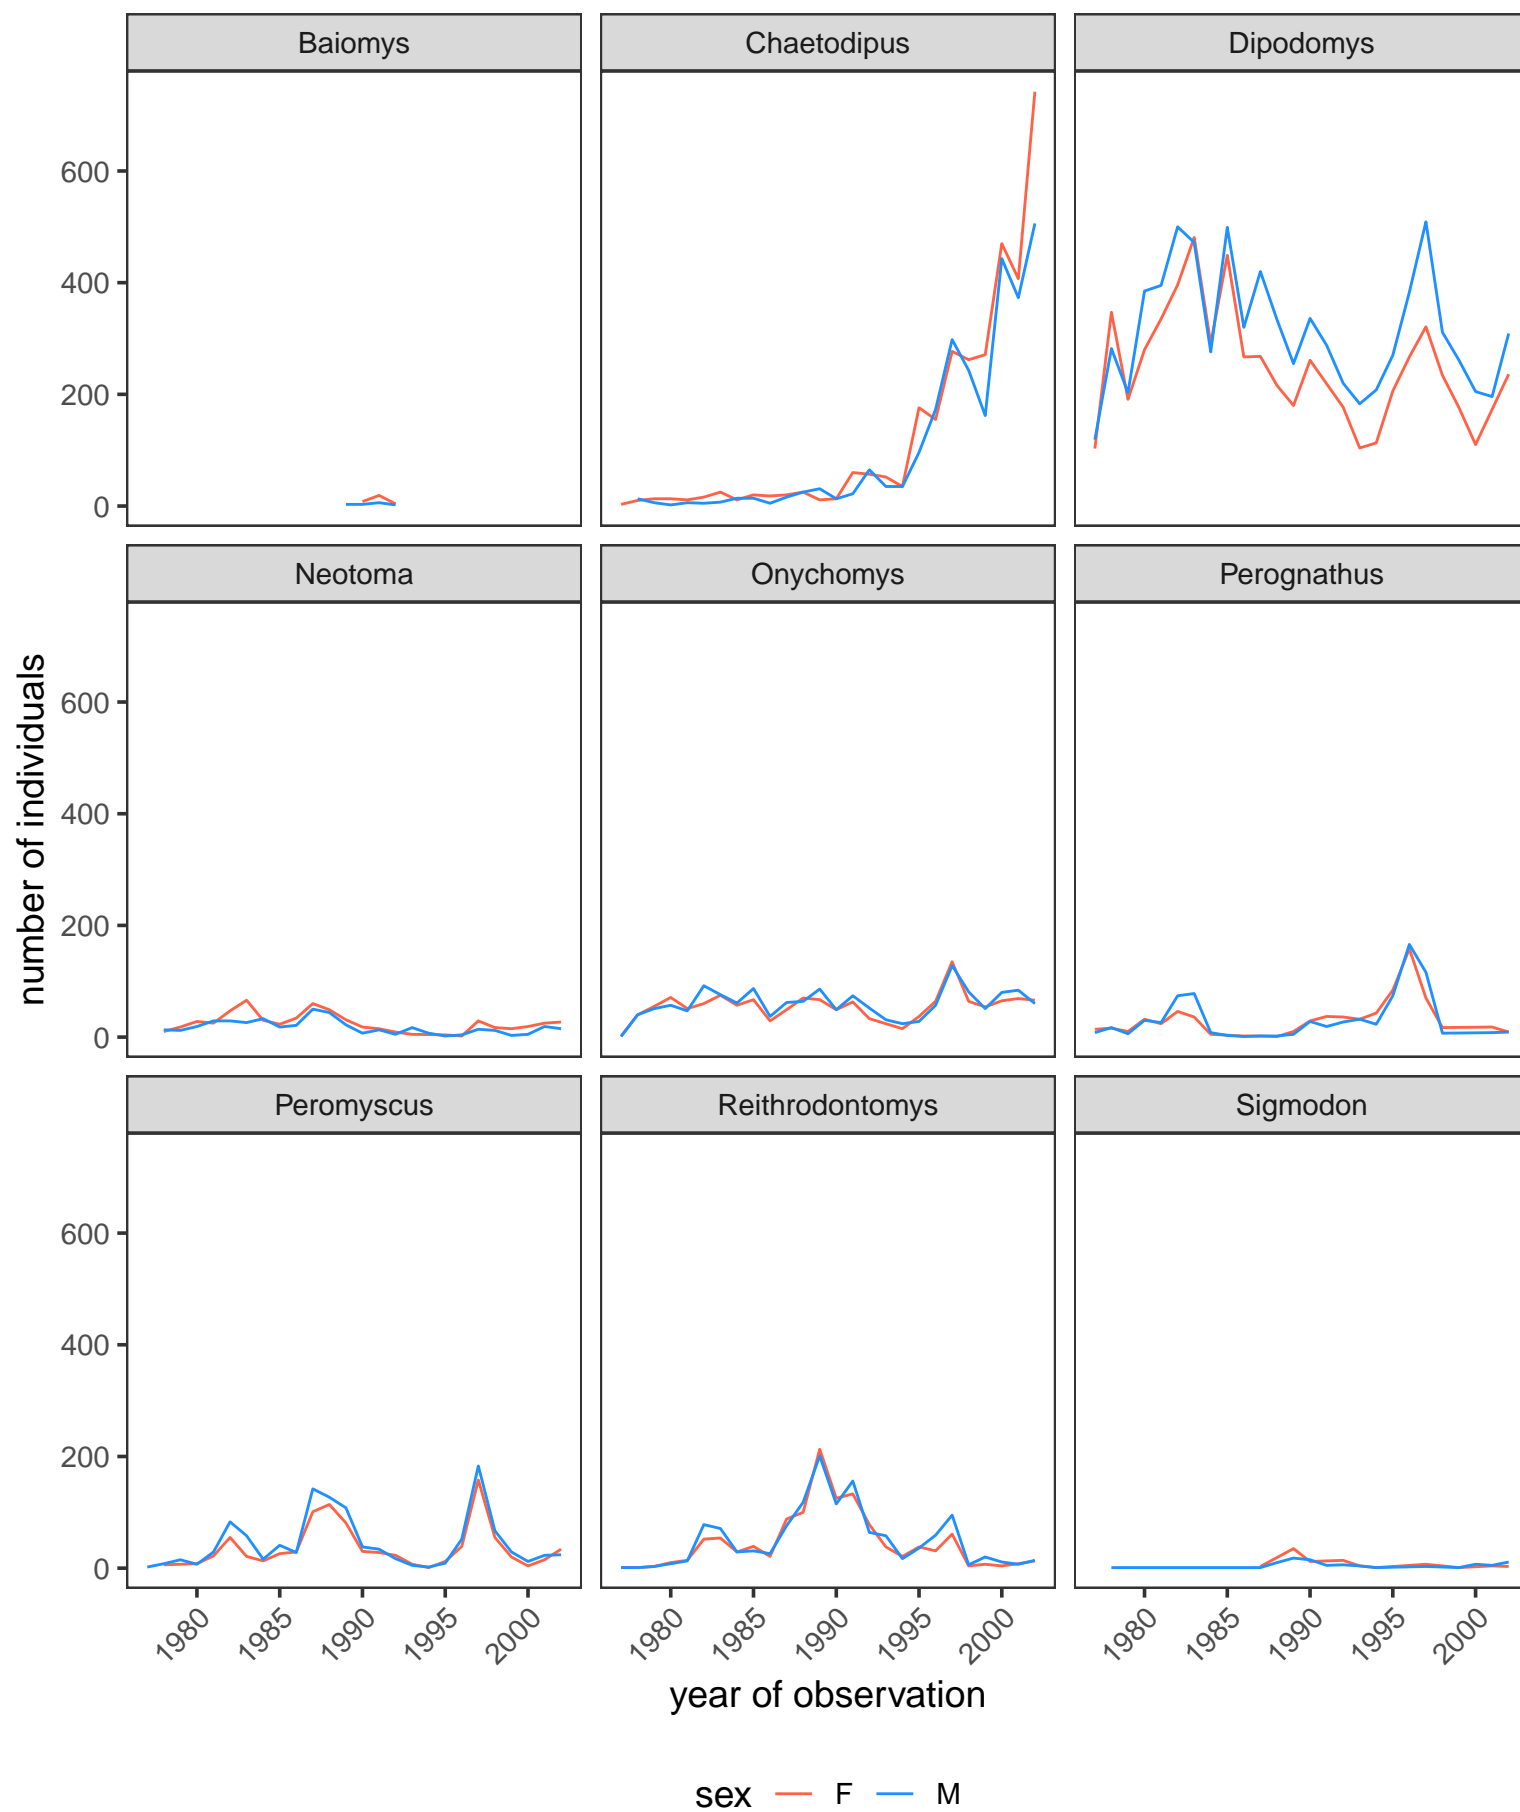 Baiomys Chaetodipus Dipodomys
600
400
200
0
Neotoma Onychomys Perognathus
600
400
200
0
number of individuals
Peromyscus Reithrodontomys Sigmodon
600
400
200
0
1980 1985 1990 1995 2000 1980 1985 1990 1995 2000 1980 1985 1990 1995 2000
year of observation
sex F M